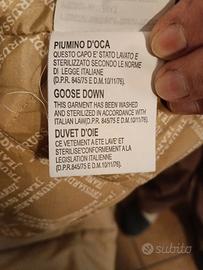 PIUMINO D'OCA
QUESTO CAPO E' STATO LAVATO E
STERILIZZATO SECONDO LE NORME
DI LEGGE ITALIANE
(D.P.R. 845/75 E D.M. 10/11/76).
GOOSE DOWN
THIS GARMENT HAS BEEN WASHED
AND STERILIZED IN ACCORDANCE WITH
ITALIAN LAW(D.P.R. 845/75 E D.M. 10/11/76).
DUVET D'OIE
CE VETEMENT A ETE LAVE' ET
STERILISE'CONFORMEMENT A LA
LEGISLATION ITALIENNE
(D.P.R. 845/75 E D.M. 10/11/76).
subito